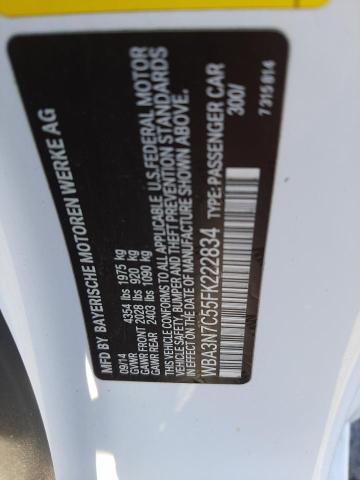 MFD BY BAYERISCHE MOTOREN WERKE AG
09/14
GVWR 4354 lbs 1975 kg
GAWR FRONT 2028 lbs 920 kg
GAWR REAR 2403 lbs 1090 kg
THIS VEHICLE CONFORMS TO ALL APPLICABLE U.S. FEDERAL MOTOR
VEHICLE SAFETY, BUMPER AND THEFT PREVENTION STANDARDS
IN EFFECT ON THE DATE OF MANUFACTURE SHOWN ABOVE.
WBA3N7C55FK222834 TYPE: PASSENGER CAR
300/
7 315 814